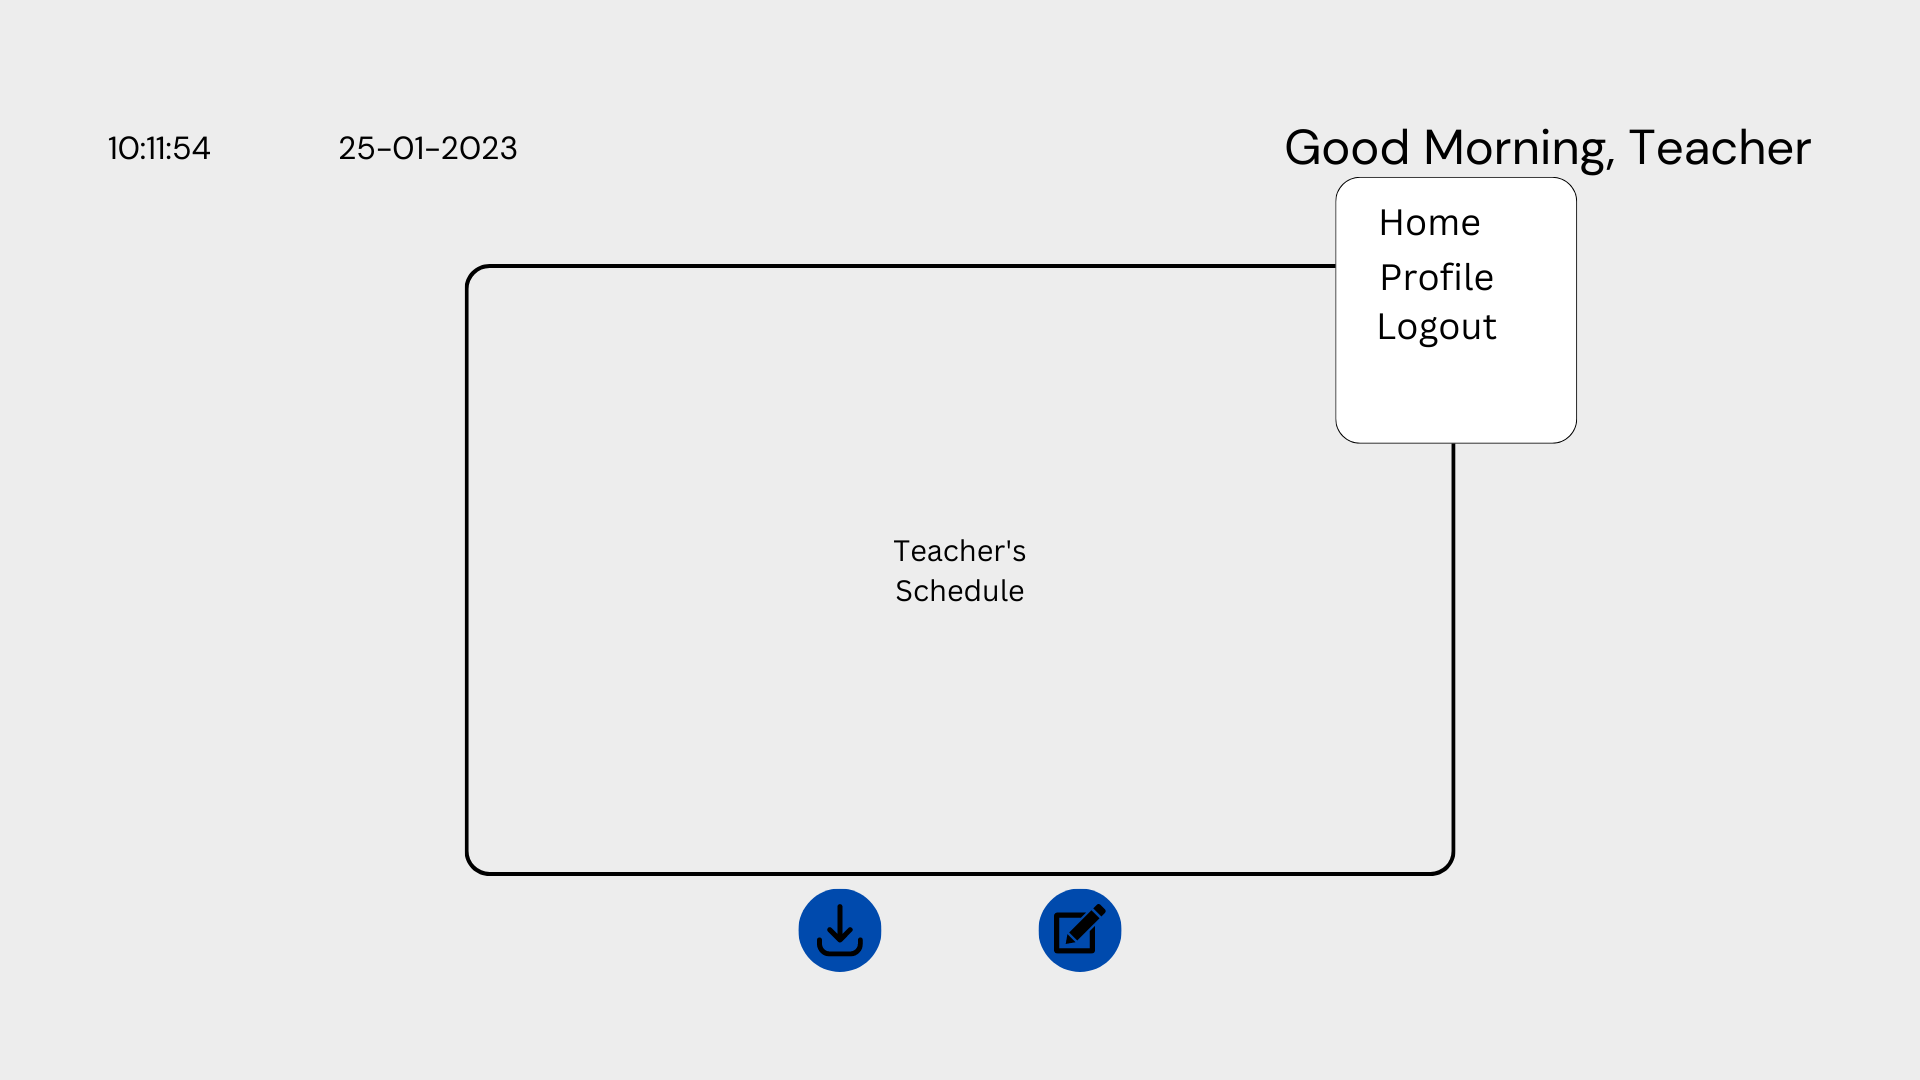 10:11:54
25-01-2023
Good Morning, Teacher
Home
Profile
Logout
Teacher's
Schedule